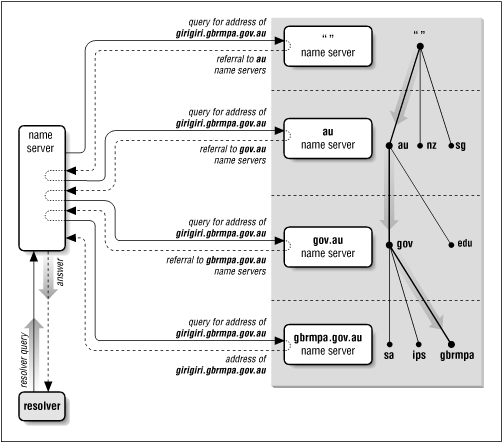 query for address of
girigiri.gbrmpa.gov.au
“ ”
name server
“ ”
referral to au
name servers
query for address of
girigiri.gbrmpa.gov.au
au
name server
au
nz
sg
name
server
referral to gov.au
name servers
query for address of
girigiri.gbrmpa.gov.au
gov.au
name server
gov
edu
referral to gbrmpa.gov.au
name servers
answer
resolver query
query for address of
girigiri.gbrmpa.gov.au
gbrmpa.gov.au
name server
sa
ips
gbrmpa
address of
girigiri.gbrmpa.gov.au
resolver